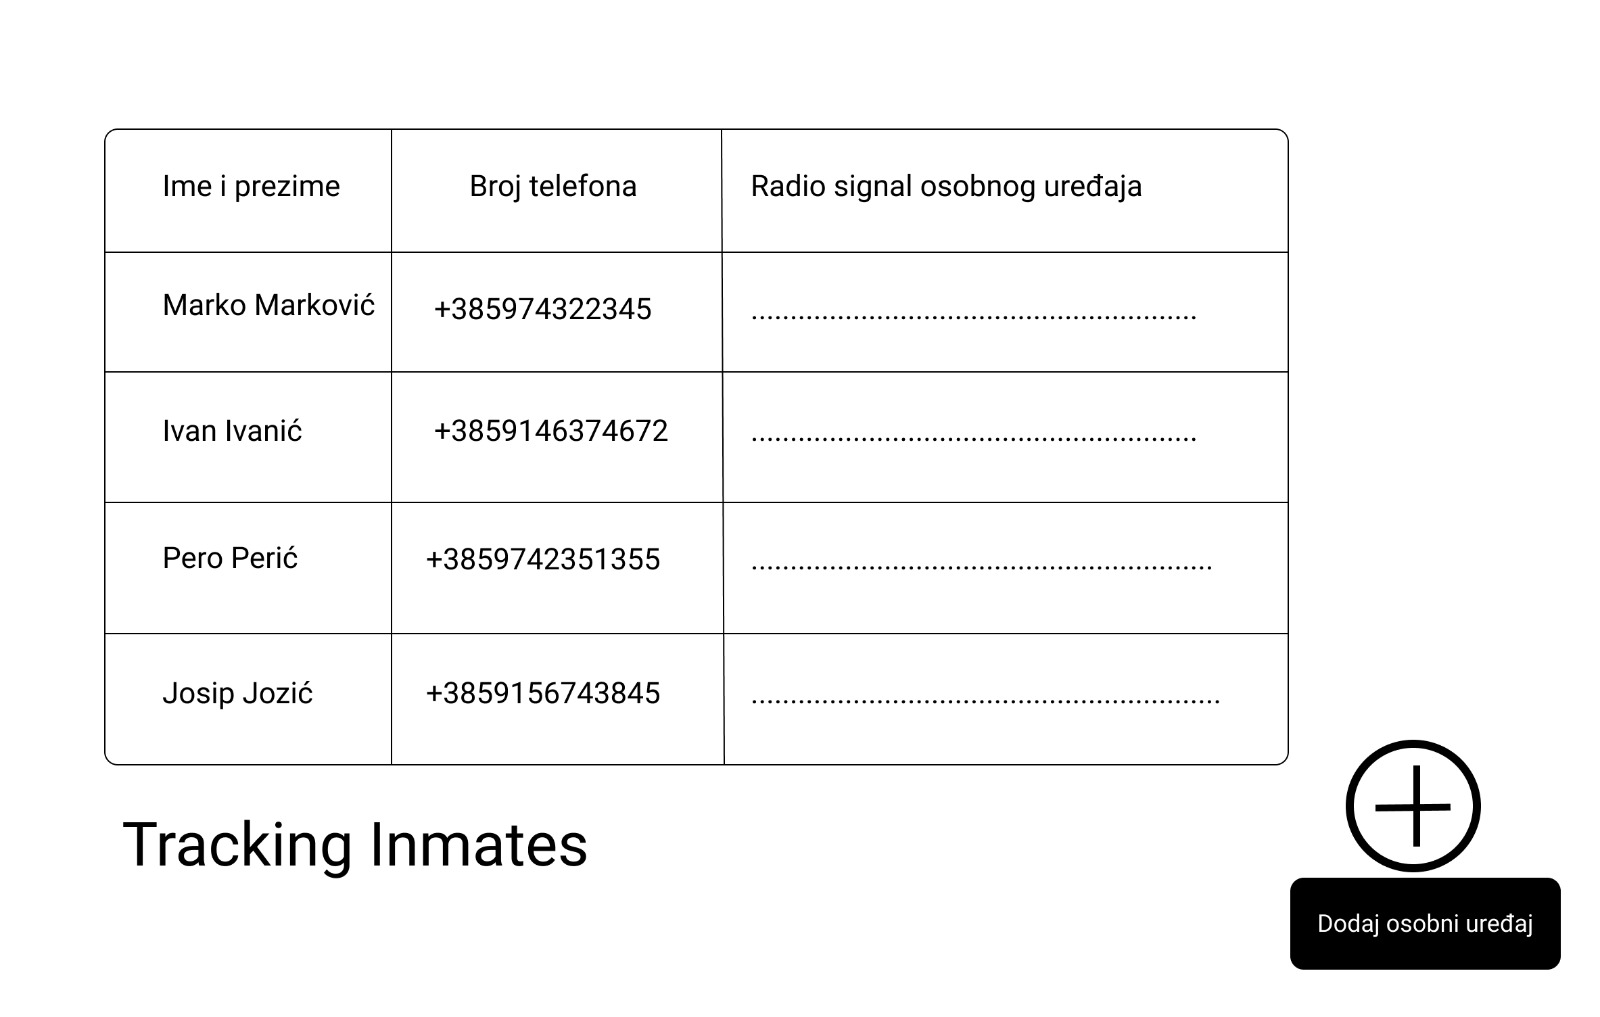 Ime i prezime Broj telefona Radio signal osobnog uređaja
Marko Marković +385974322345 .........................................................
Ivan Ivanić +3859146374672 .........................................................
Pero Perić +3859742351355 ...........................................................
Josip Jozić +3859156743845 ............................................................
Tracking Inmates
Dodaj osobni uređaj